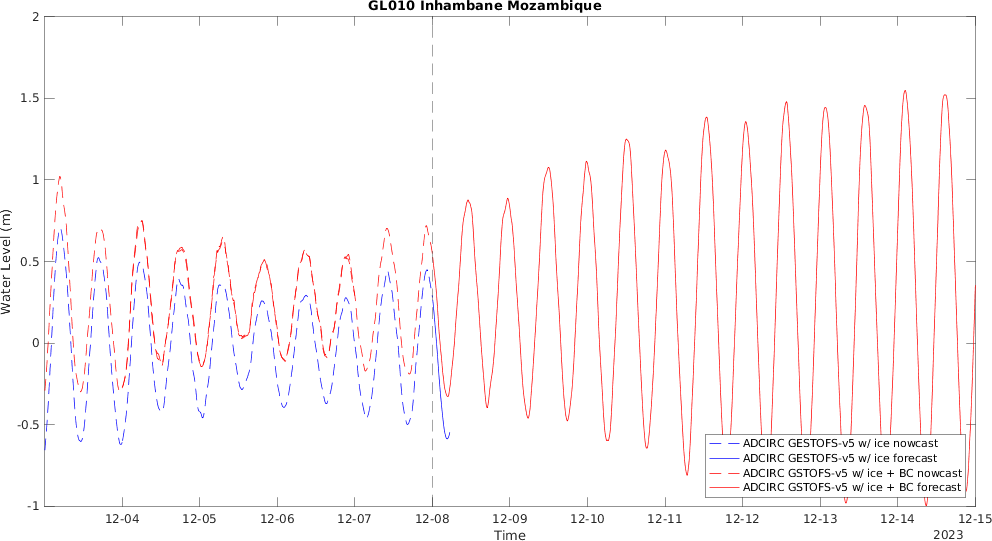 GL010 Inhambane Mozambique
2
1.5
1
0.5
0
-0.5
-1
Water Level (m)
ADCIRC GESTOFS-v5 w/ ice nowcast
ADCIRC GESTOFS-v5 w/ ice forecast
ADCIRC GSTOFS-v5 w/ ice + BC nowcast
ADCIRC GSTOFS-v5 w/ ice + BC forecast
12-04 12-05 12-06 12-07 12-08 12-09 12-10 12-11 12-12 12-13 12-14 12-15
Time
2023